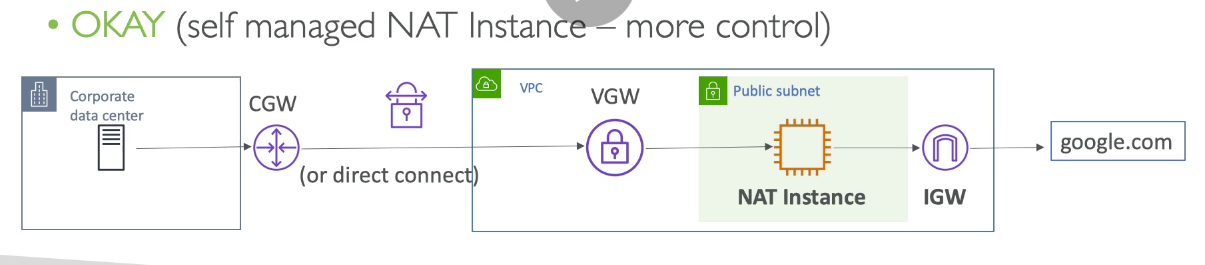 • OKAY (self managed NAT Instance – more control)
Corporate
data center
CGW
(or direct connect)
VPC
VGW
Public subnet
NAT Instance
IGW
google.com